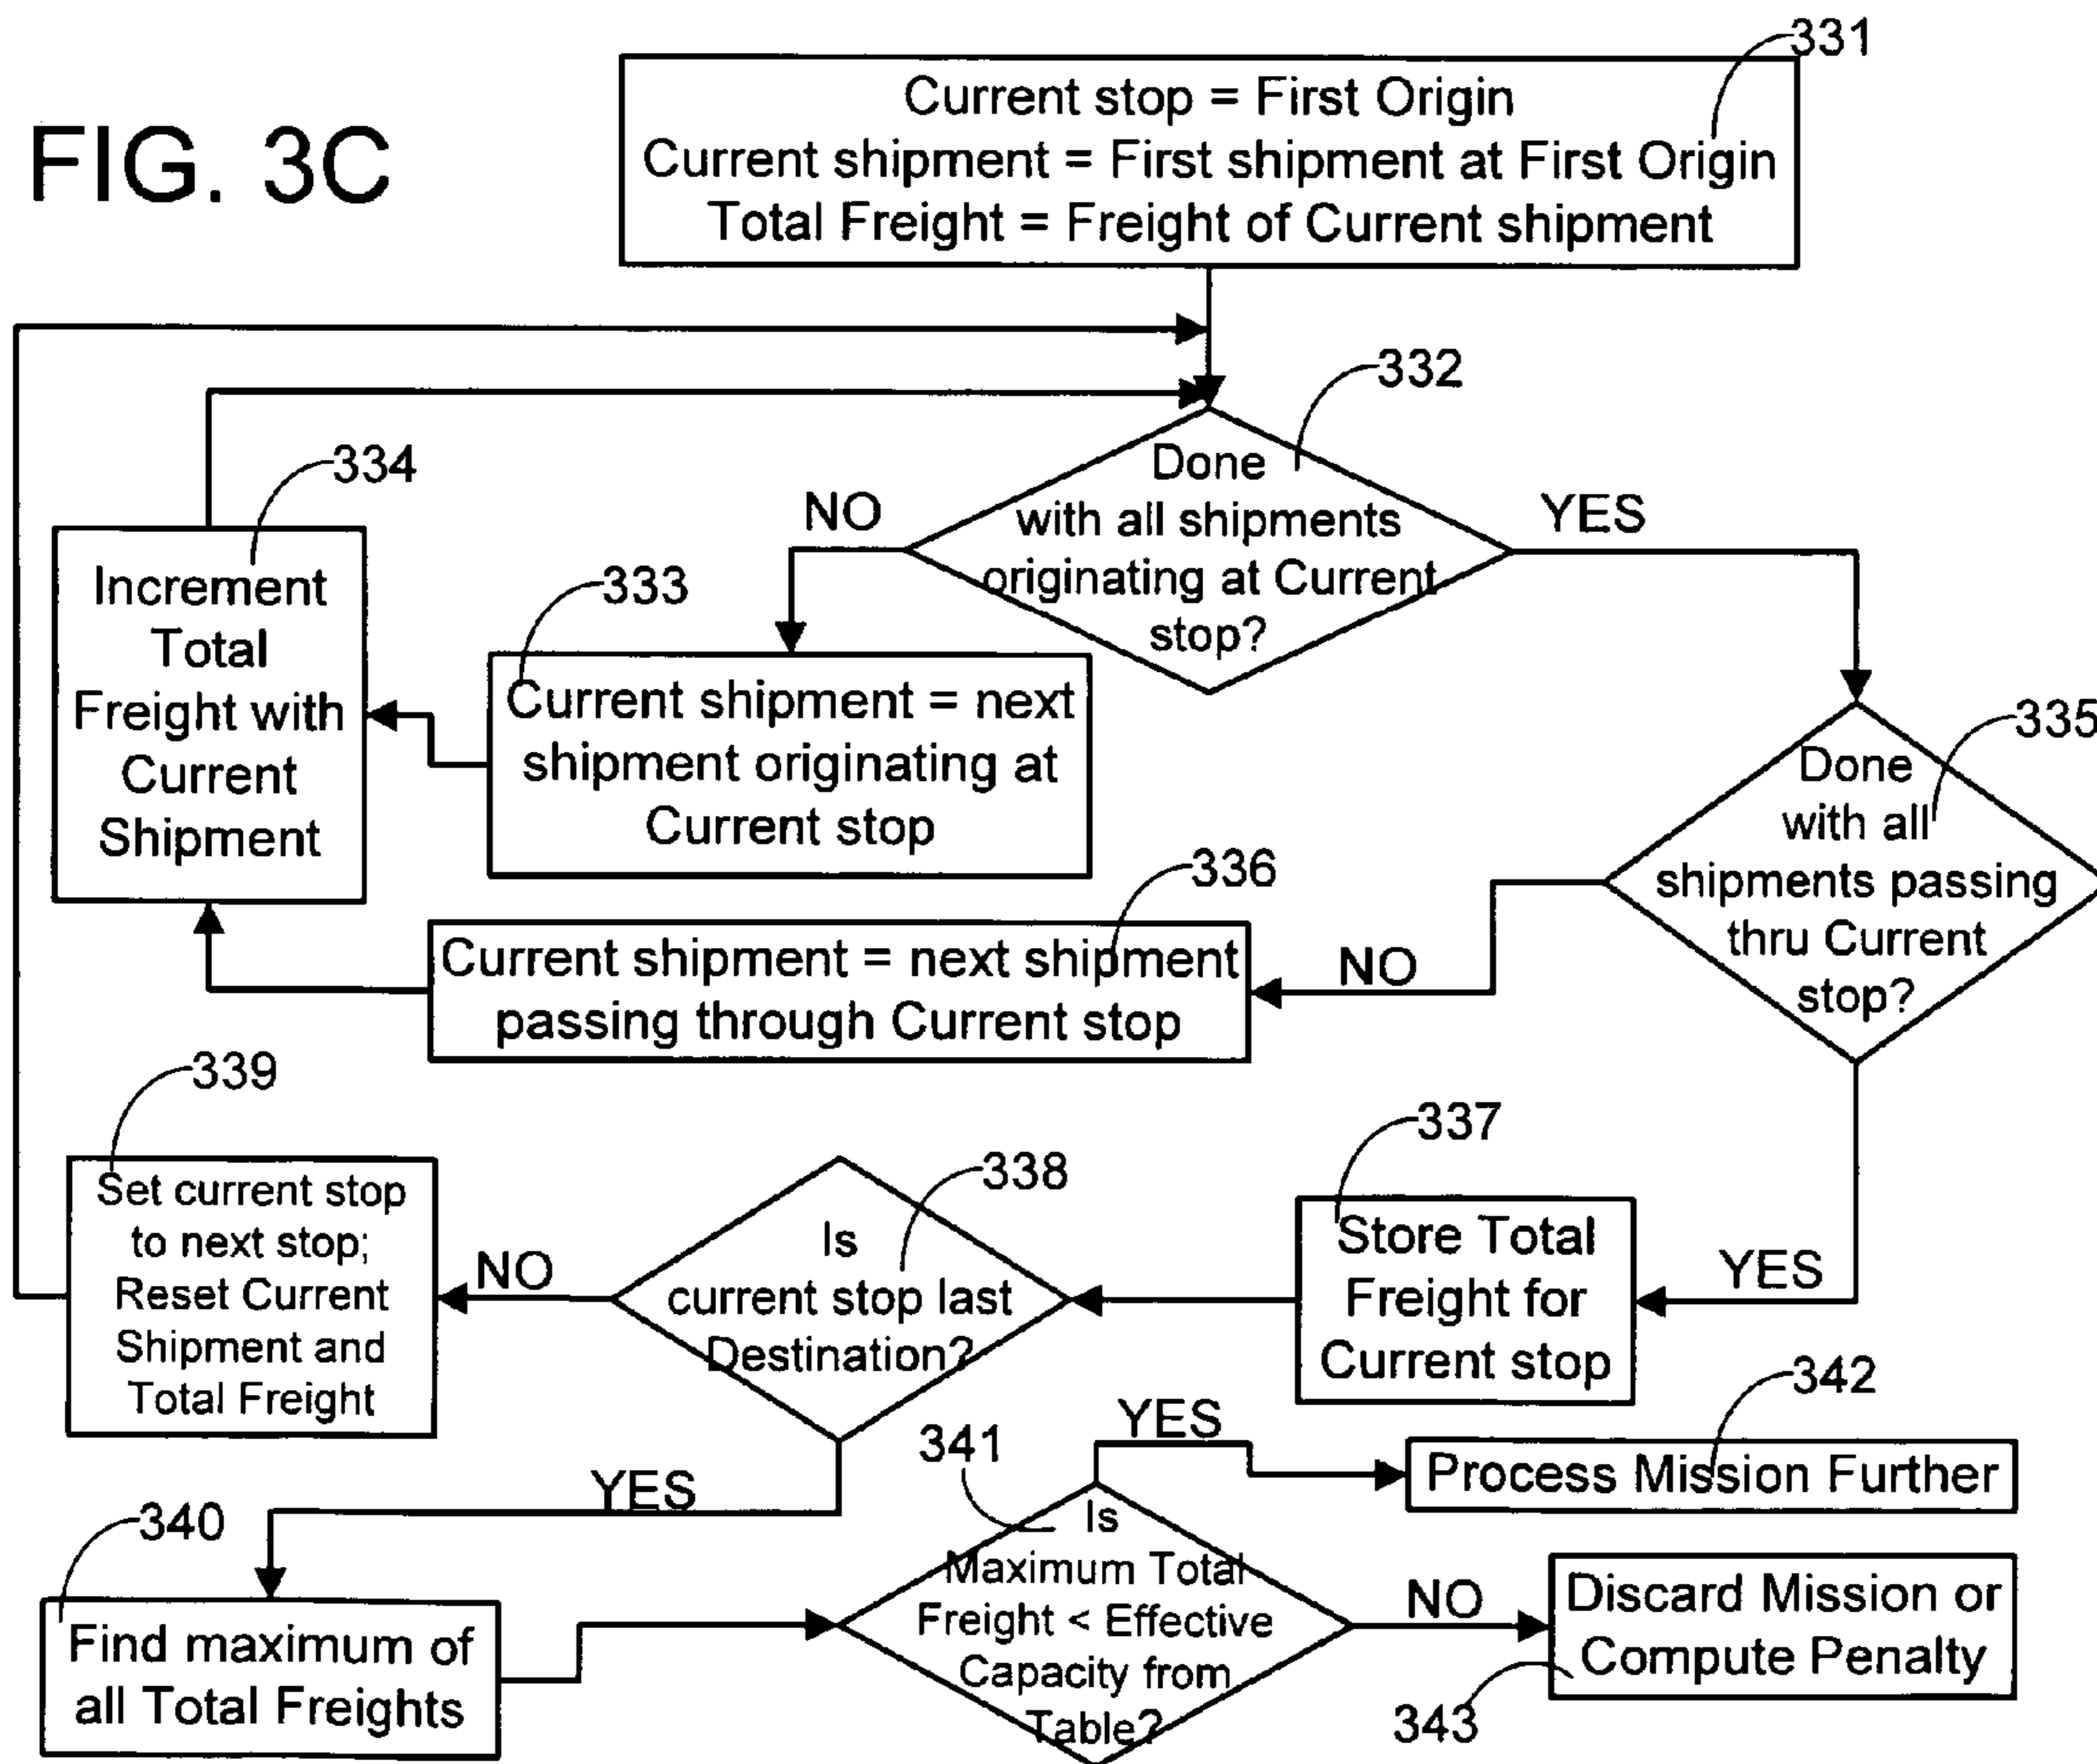 FIG. 3C
331
Current stop = First Origin
Current shipment = First shipment at First Origin
Total Freight = Freight of Current shipment
332
Done
with all shipments
originating at Current
stop?
NO
YES
334
Increment
Total
Freight with
Current
Shipment
333
Current shipment = next
shipment originating at
Current stop
335
Done
with all
shipments passing
thru Current
stop?
336
Current shipment = next shipment
passing through Current stop
NO
YES
337
Store Total
Freight for
Current stop
338
Is
current stop last
Destination?
NO
339
Set current stop
to next stop;
Reset Current
Shipment and
Total Freight
YES
340
Find maximum of
all Total Freights
341
Is
Maximum Total
Freight < Effective
Capacity from
Table?
YES
342
Process Mission Further
NO
Discard Mission or
Compute Penalty
343